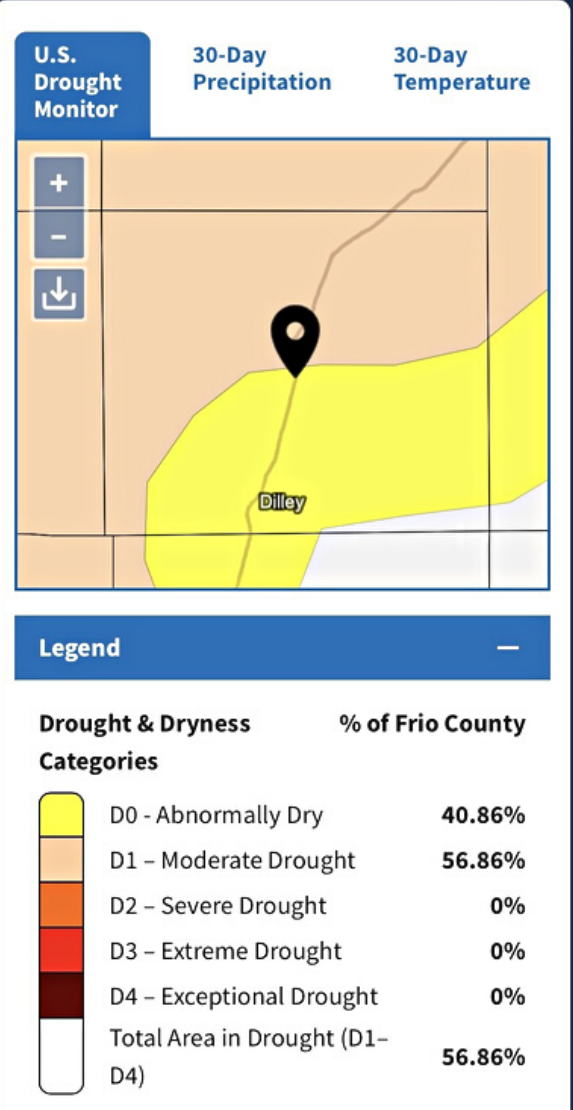 U.S.
Drought
Monitor
30-Day
Precipitation
30-Day
Temperature
+
–
Dilley
Legend
—
Drought & Dryness
Categories
% of Frio County
D0 - Abnormally Dry 40.86%
D1 – Moderate Drought 56.86%
D2 – Severe Drought 0%
D3 – Extreme Drought 0%
D4 – Exceptional Drought 0%
Total Area in Drought (D1–
D4) 56.86%